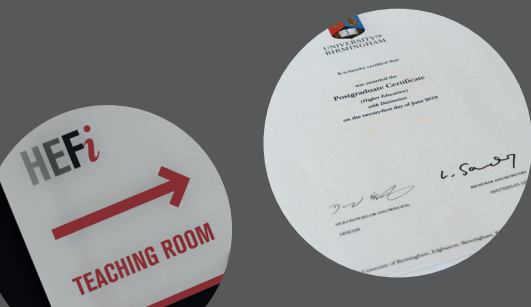 HEFi
TEACHING ROOM
UNIVERSITY OF
BIRMINGHAM
It is hereby certified that
was awarded the
Postgraduate Certificate
(Higher Education)
with Distinction
on the twenty-first day of June 2019
L. Sandy
VICE-CHANCELLOR AND PRINCIPAL
REGISTRAR AND SECRETARY
University of Birmingham, Edgbaston, Birmingham,